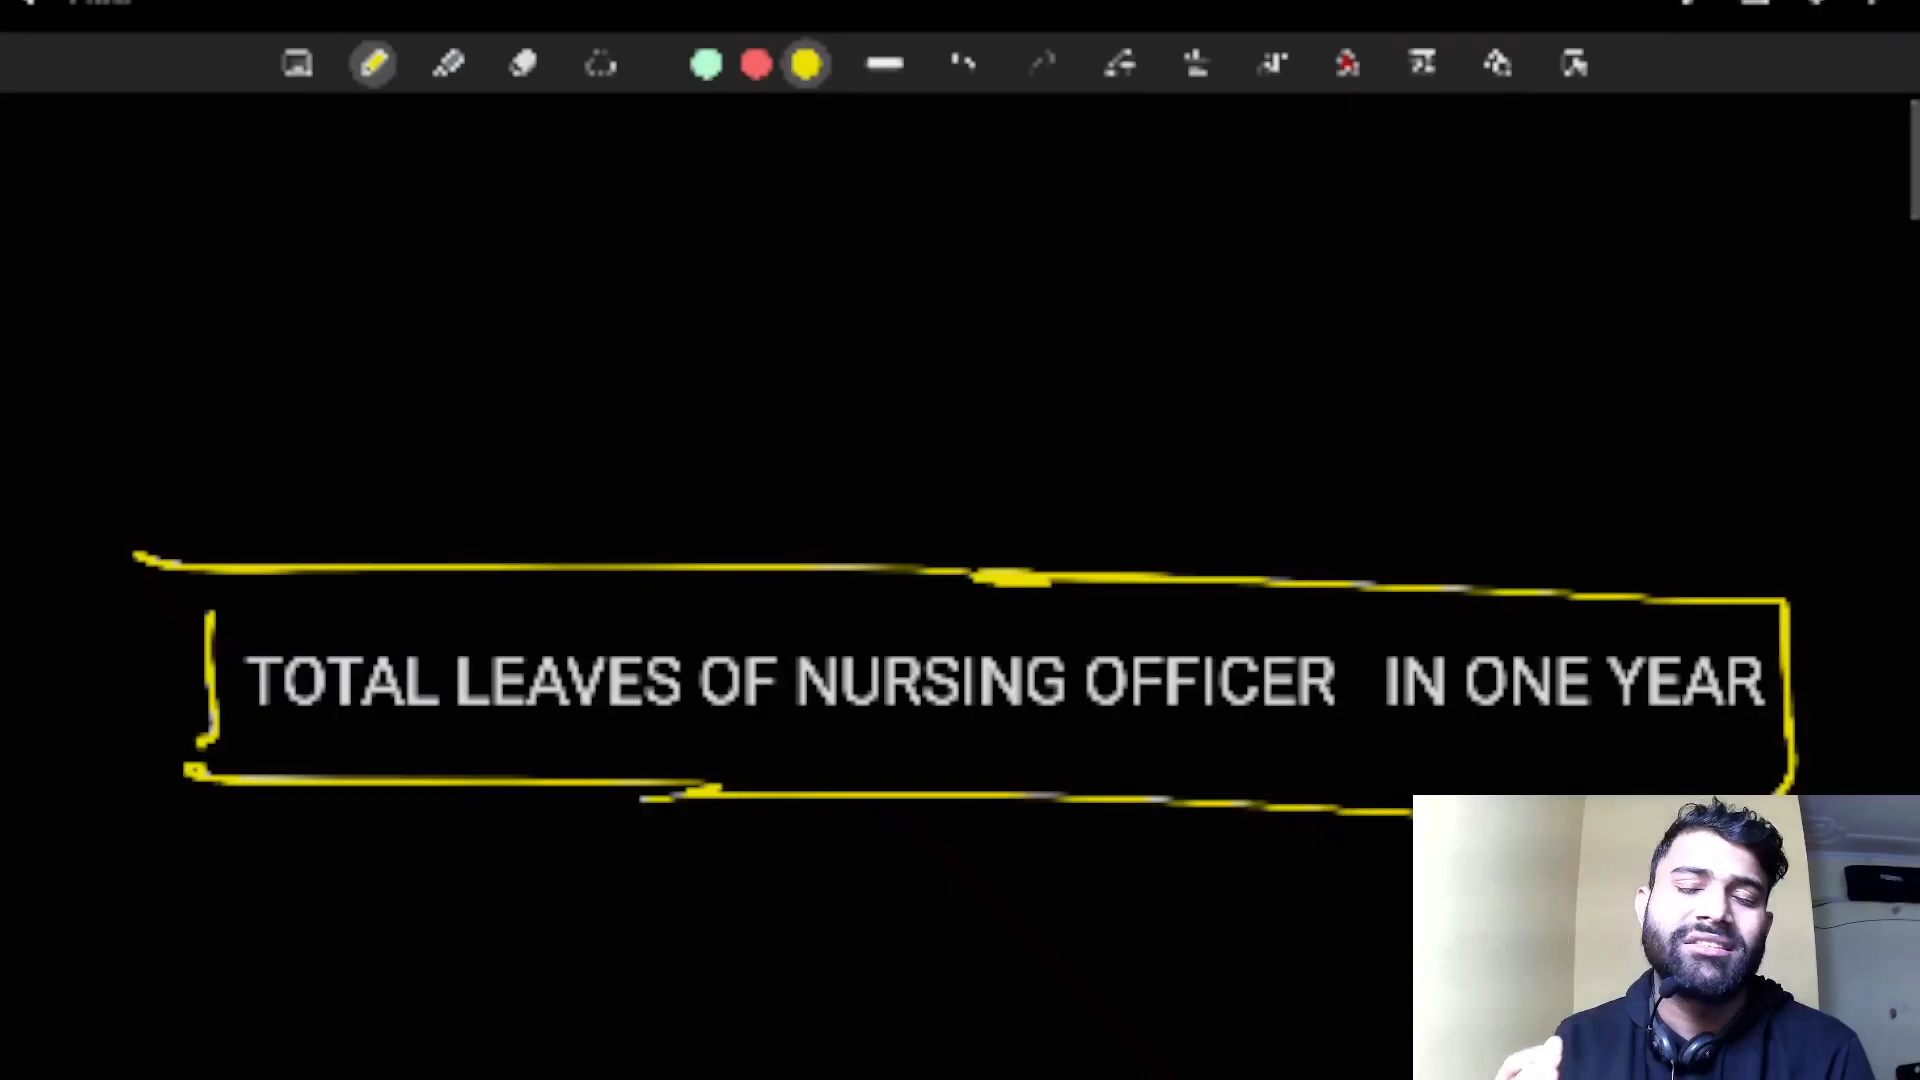 TOTAL LEAVES OF NURSING OFFICER IN ONE YEAR